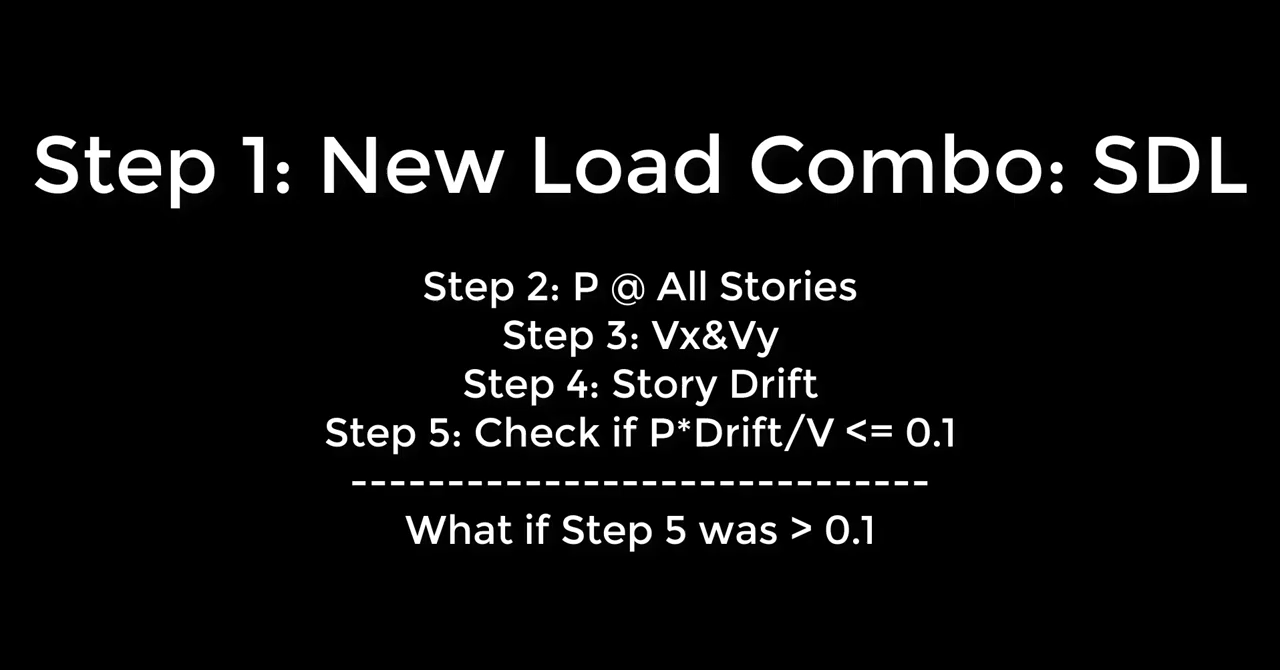 Step 1: New Load Combo: SDL
Step 2: P @ All Stories
Step 3: Vx&Vy
Step 4: Story Drift
Step 5: Check if P*Drift/V <= 0.1
------------------------------
What if Step 5 was > 0.1